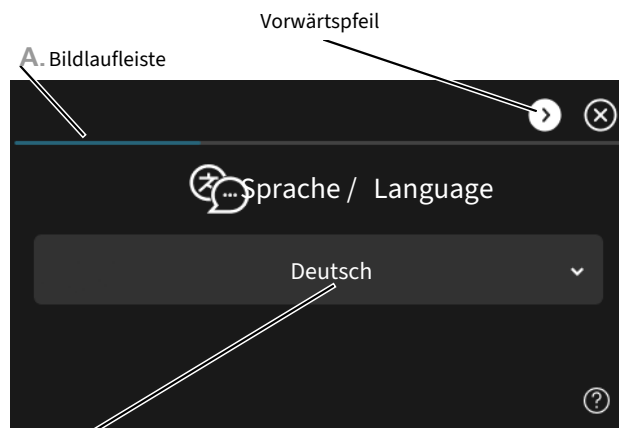 Vorwärtspfeil
A. Bildlaufleiste
Sprache / Language
Deutsch
?